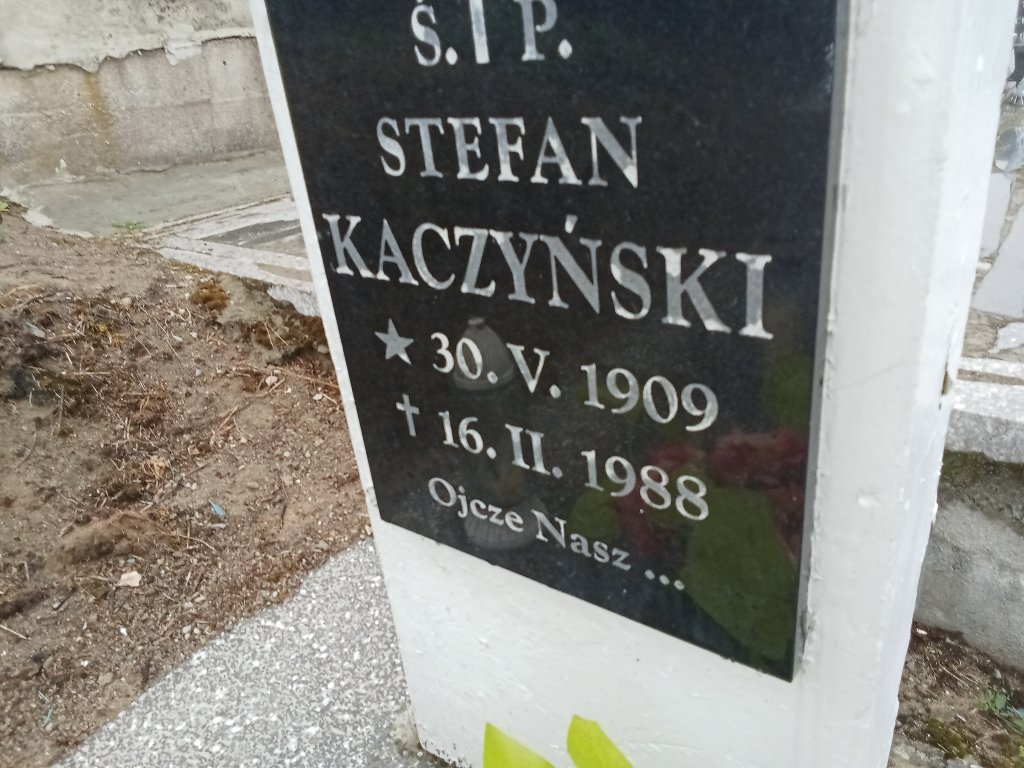 Ś. † P.
STEFAN
KACZYŃSKI
★ 30. V. 1909
† 16. II. 1988
Ojcze Nasz ...